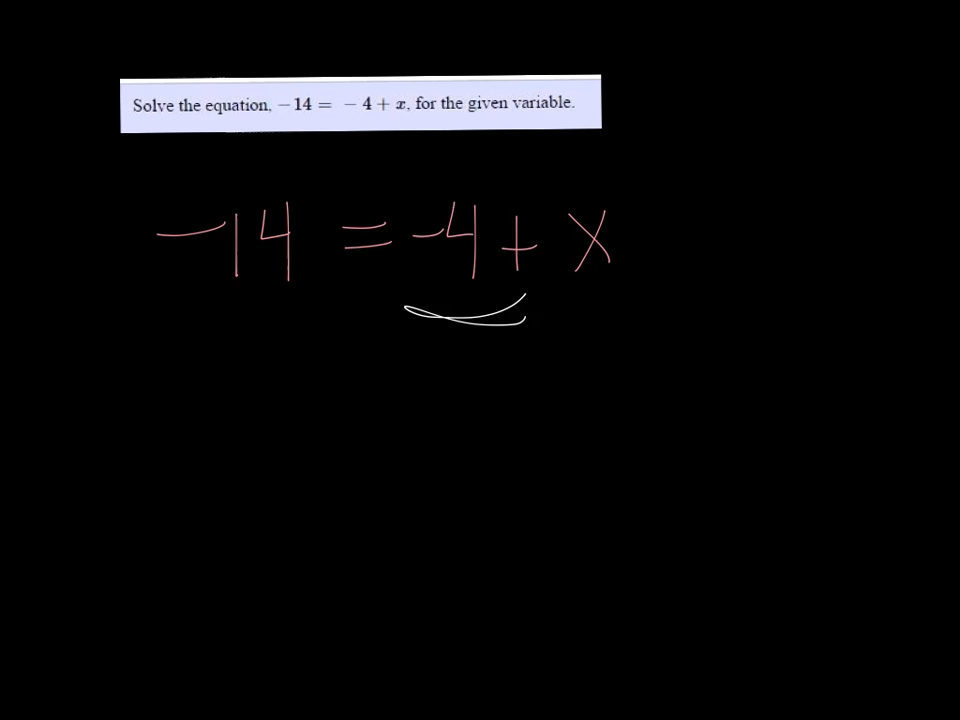 Solve the equation, −14 = − 4 + x, for the given variable.
−14 = −4 + x